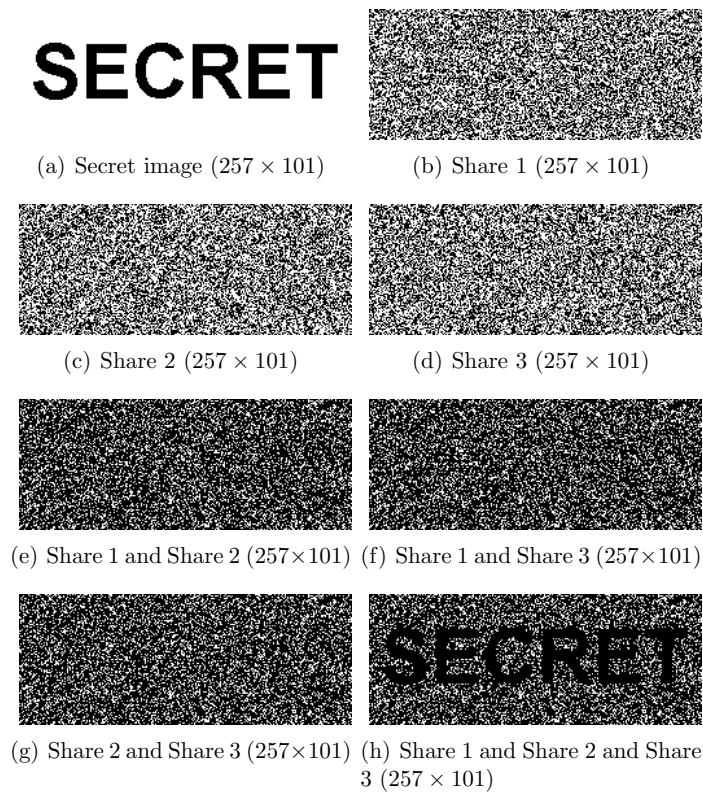 SECRET
(a) Secret image (257 × 101)
(b) Share 1 (257 × 101)
(c) Share 2 (257 × 101)
(d) Share 3 (257 × 101)
(e) Share 1 and Share 2 (257×101)
(f) Share 1 and Share 3 (257×101)
SECRET
(g) Share 2 and Share 3 (257×101)
(h) Share 1 and Share 2 and Share
3 (257 × 101)